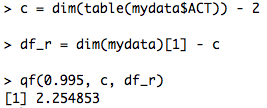 > c = dim(table(mydata$ACT)) - 2
> df_r = dim(mydata)[1] - c
> qf(0.995, c, df_r)
[1] 2.254853